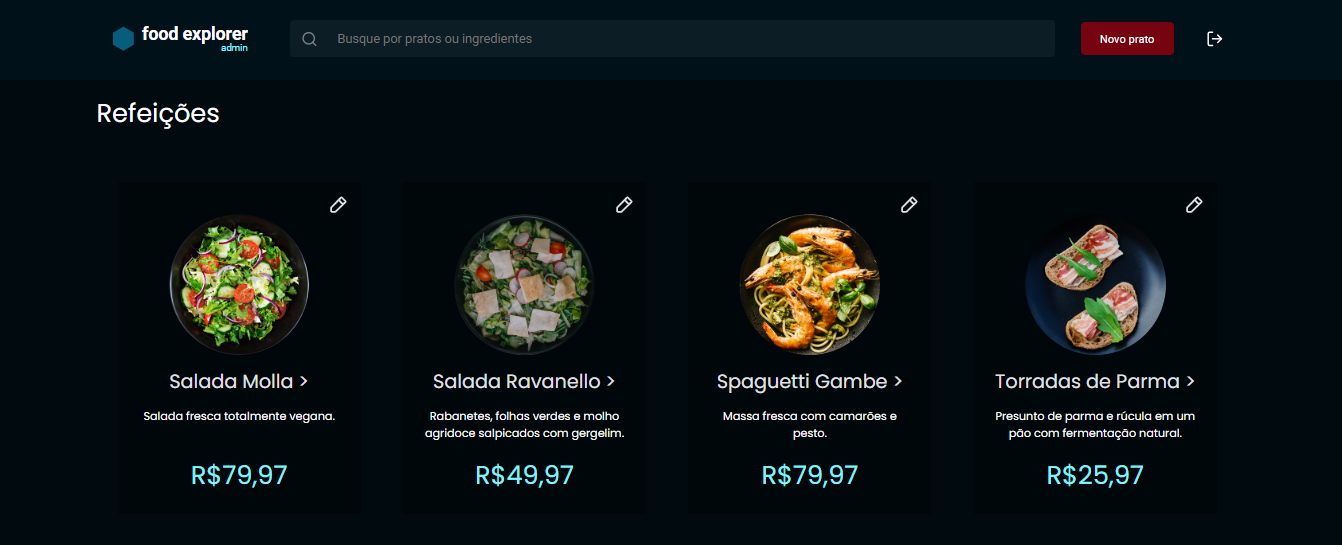 food explorer
admin
Busque por pratos ou ingredientes
Novo prato
Refeições
Salada Molla >
Salada fresca totalmente vegana.
R$79,97
Salada Ravanello >
Rabanetes, folhas verdes e molho
agridoce salpicados com gergelim.
R$49,97
Spaguetti Gambe >
Massa fresca com camarões e
pesto.
R$79,97
Torradas de Parma >
Presunto de parma e rúcula em um
pão com fermentação natural.
R$25,97